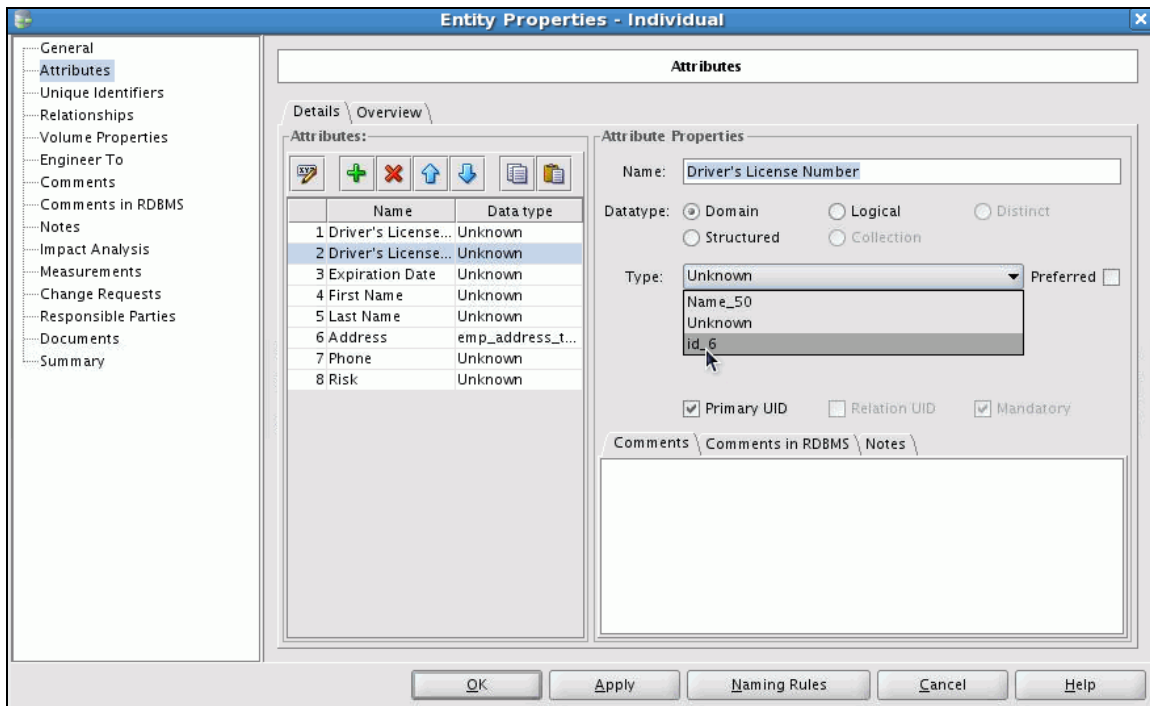 Entity Properties - Individual
General
Attributes
Unique Identifiers
Relationships
Volume Properties
Engineer To
Comments
Comments in RDBMS
Notes
Impact Analysis
Measurements
Change Requests
Responsible Parties
Documents
Summary
Attributes
Details Overview
Attributes:
Name Data type
1 Driver's License... Unknown
2 Driver's License... Unknown
3 Expiration Date Unknown
4 First Name Unknown
5 Last Name Unknown
6 Address emp_address_t...
7 Phone Unknown
8 Risk Unknown
Attribute Properties
Name: Driver's License Number
Datatype: Domain Logical Distinct
Structured Collection
Type: Unknown Preferred
Name_50
Unknown
id_6
Primary UID Relation UID Mandatory
Comments Comments in RDBMS Notes
OK Apply Naming Rules Cancel Help